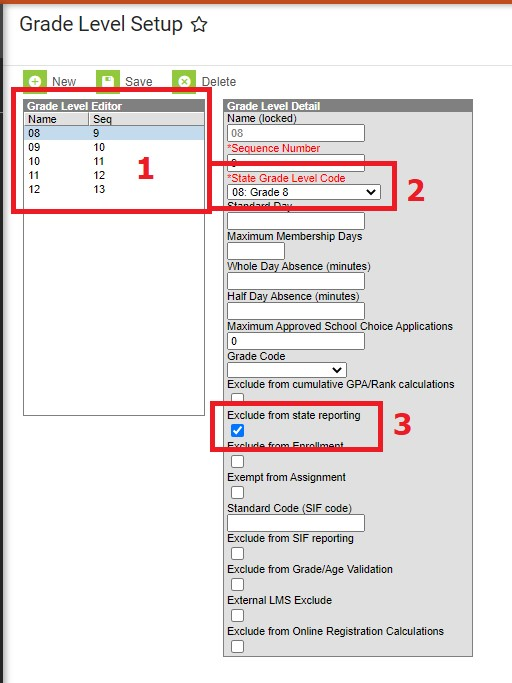 Grade Level Setup
New Save Delete
Grade Level Editor
Name Seq
08 9
09 10
10 11
11 12
12 13
1
Grade Level Detail
Name (locked)
08
*Sequence Number
9
*State Grade Level Code
08: Grade 8
2
Standard Day
Maximum Membership Days
Whole Day Absence (minutes)
Half Day Absence (minutes)
Maximum Approved School Choice Applications
0
Grade Code
Exclude from cumulative GPA/Rank calculations
Exclude from state reporting
3
Exclude from Enrollment
Exempt from Assignment
Standard Code (SIF code)
Exclude from SIF reporting
Exclude from Grade/Age Validation
External LMS Exclude
Exclude from Online Registration Calculations